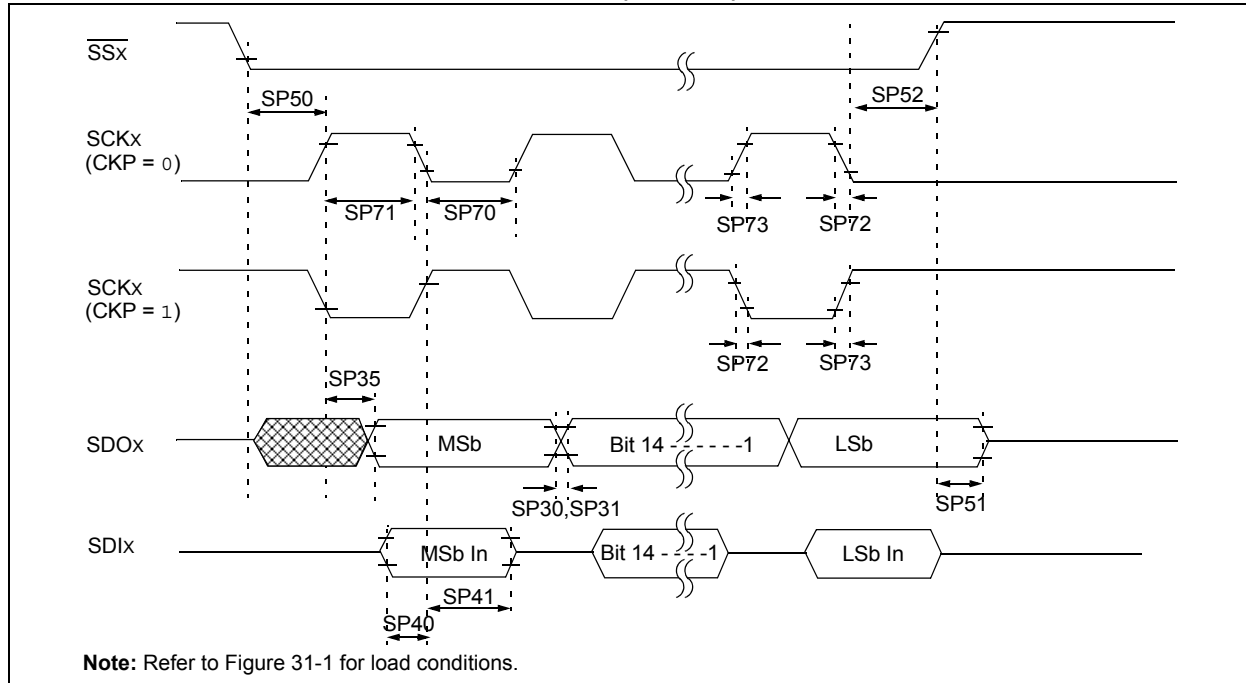 SSx
SP50
SP52
SCKx
(CKP = 0)
SP71
SP70
SP73
SP72
SCKx
(CKP = 1)
SP72
SP73
SP35
SDOx
MSb
Bit 14 - - - - - -1
LSb
SP30,SP31
SP51
SDIx
MSb In
Bit 14 - - - -1
LSb In
SP41
SP40
Note: Refer to Figure 31-1 for load conditions.